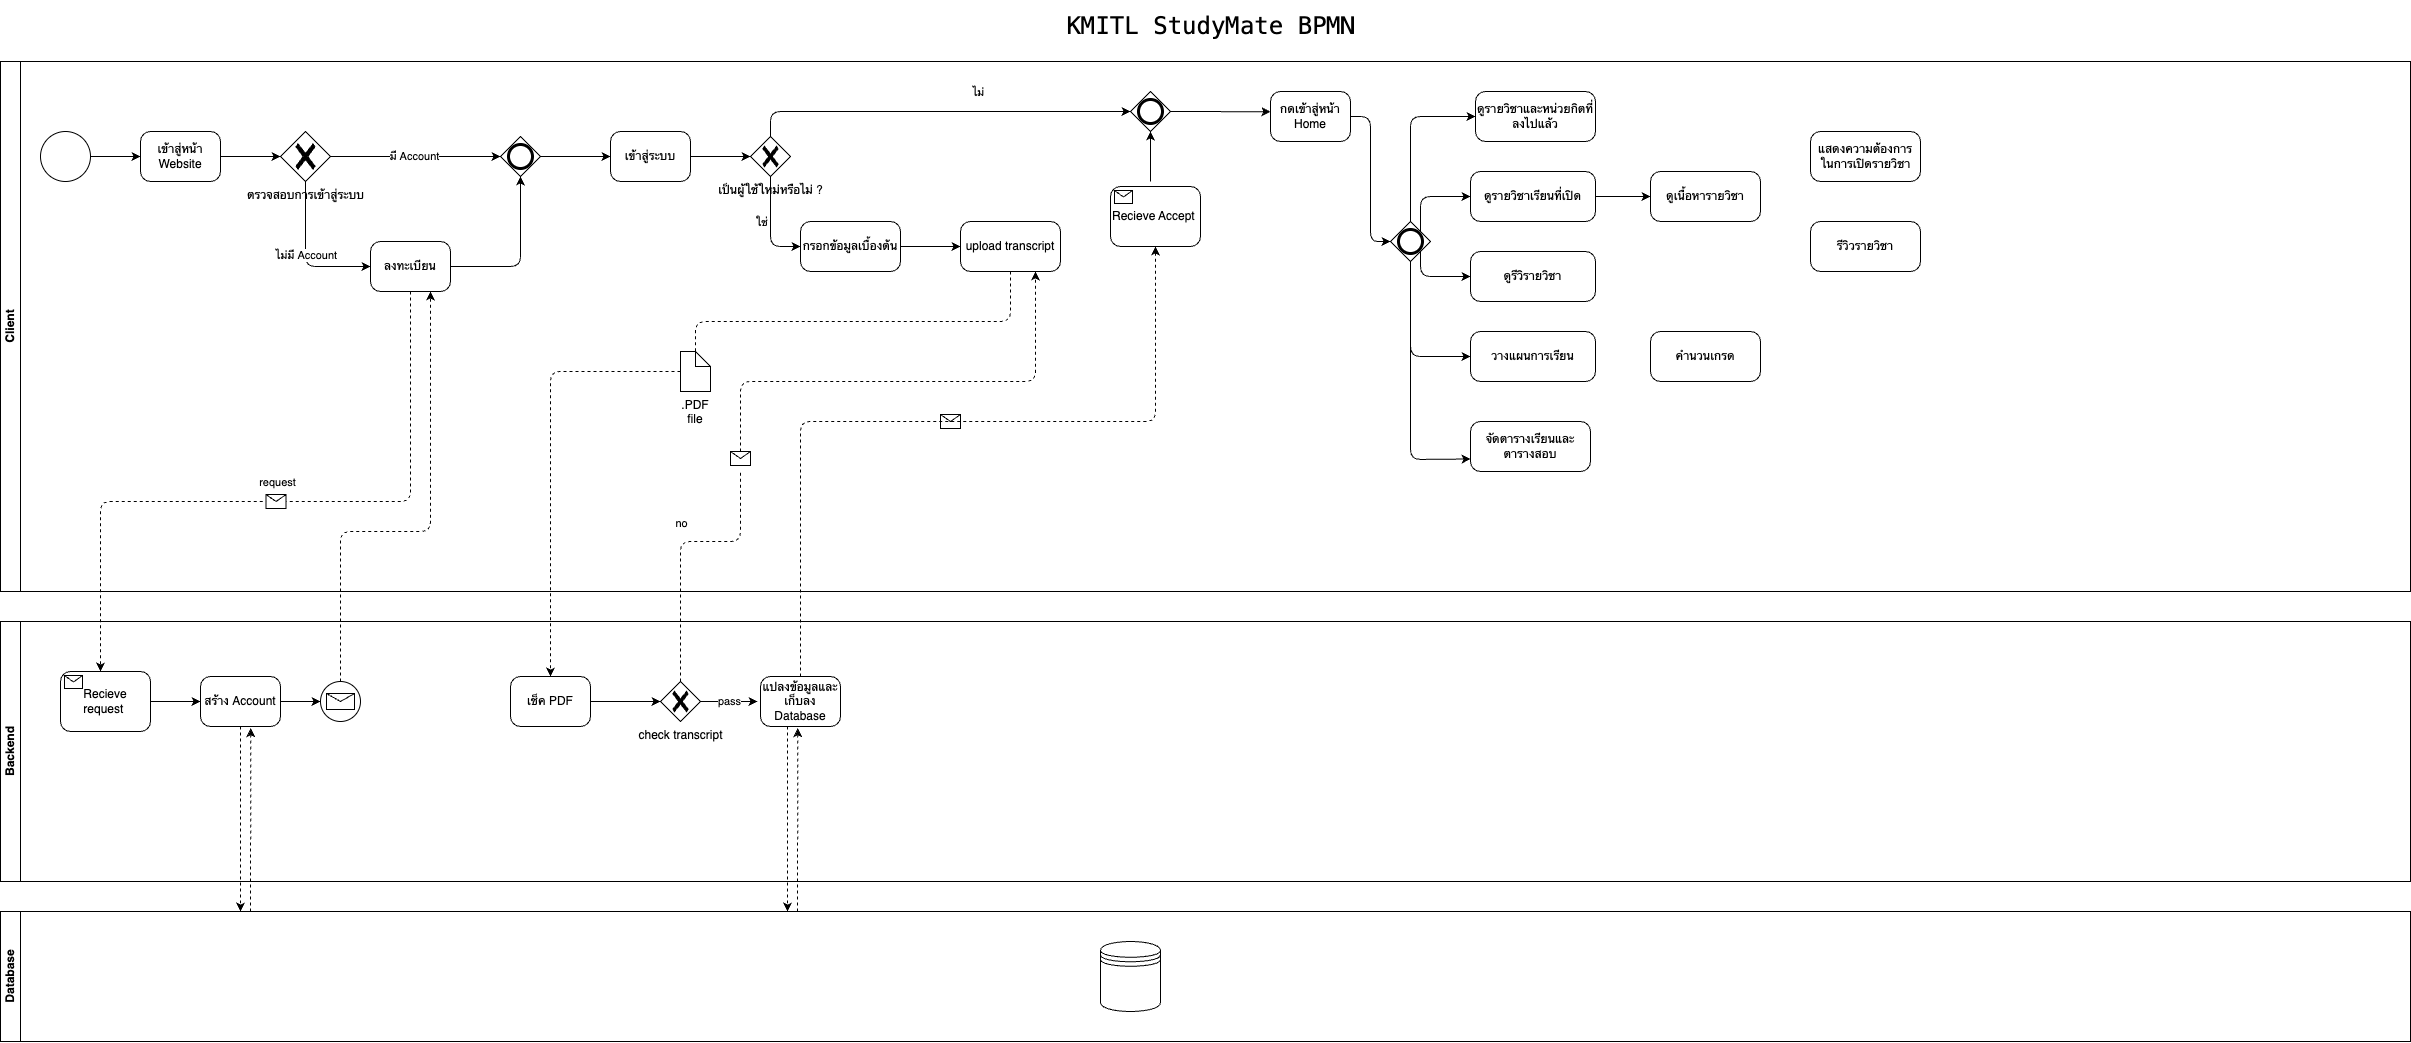 KMITL StudyMate BPMN
Client
เข้าสู่หน้า
Website
ตรวจสอบการเข้าสู่ระบบ
มี Account
ไม่มี Account
ลงทะเบียน
เข้าสู่ระบบ
เป็นผู้ใช้ใหม่หรือไม่ ?
ไม่
ใช่
กรอกข้อมูลเบื้องต้น
upload transcript
Recieve Accept
กดเข้าสู่หน้า
Home
ดูรายวิชาและหน่วยกิตที่
ลงไปแล้ว
ดูรายวิชาเรียนที่เปิด
ดูเนื้อหารายวิชา
ดูรีวิรายวิชา
วางแผนการเรียน
คำนวนเกรด
จัดตารางเรียนและ
ตารางสอบ
แสดงความต้องการ
ในการเปิดรายวิชา
รีวิวรายวิชา
.PDF
file
request
no
Backend
Recieve
request
สร้าง Account
เช็ค PDF
check transcript
pass
แปลงข้อมูลและ
เก็บลง
Database
Database